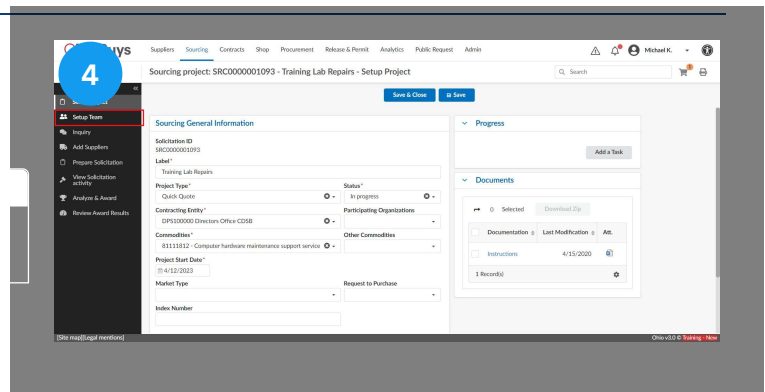 Suppliers Sourcing Contracts Shop Procurement Release & Permit Analytics Public Request Admin Michael K.
4
Sourcing project: SRC0000001093 - Training Lab Repairs - Setup Project Search 1
Save & Close Save
Setup Team
Inquiry
Add Suppliers
Prepare Solicitation
View Solicitation activity
Analyze & Award
Review Award Results
Sourcing General Information
Solicitation ID
SRC0000001093
Label*
Training Lab Repairs
Project Type* Status*
Quick Quote In progress
Contracting Entity* Participating Organizations
DPS100000 Directors Office CDSB
Commodities* Other Commodities
81111812 - Computer hardware maintenance support service
Project Start Date*
4/12/2023
Market Type Request to Purchase
Index Number
Progress
Add a Task
Documents
0 Selected Download Zip
Documentation Last Modification Att.
Instructions 4/15/2020
1 Record(s)
[Site map][Legal mentions] Ohio v3.0 © Training - New